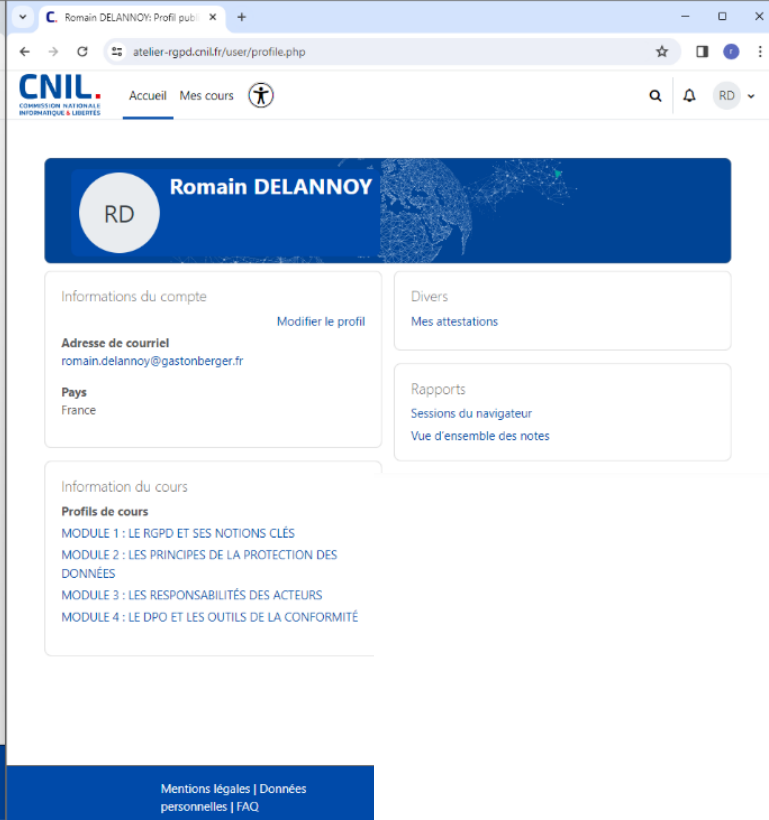 Romain DELANNOY: Profil publi
atelier-rgpd.cnil.fr/user/profile.php
r
CNIL.
COMMISSION NATIONALE
INFORMATIQUE & LIBERTÉS
Accueil Mes cours
RD
RD
Romain DELANNOY
Informations du compte
Modifier le profil
Adresse de courriel
romain.delannoy@gastonberger.fr
Pays
France
Divers
Mes attestations
Rapports
Sessions du navigateur
Vue d'ensemble des notes
Information du cours
Profils de cours
MODULE 1 : LE RGPD ET SES NOTIONS CLÉS
MODULE 2 : LES PRINCIPES DE LA PROTECTION DES
DONNÉES
MODULE 3 : LES RESPONSABILITÉS DES ACTEURS
MODULE 4 : LE DPO ET LES OUTILS DE LA CONFORMITÉ
Mentions légales | Données
personnelles | FAQ